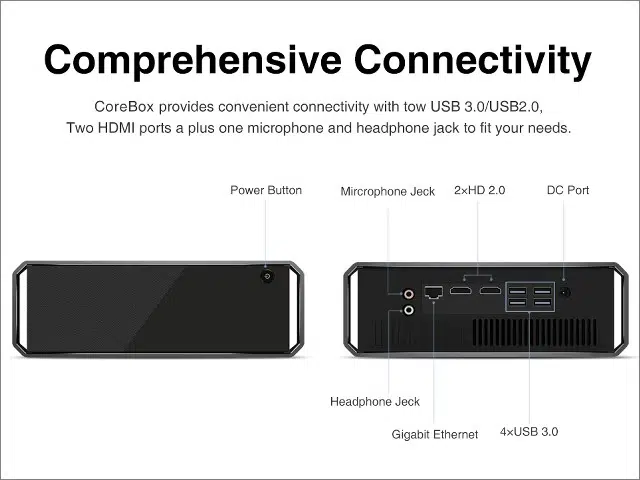 Comprehensive Connectivity
CoreBox provides convenient connectivity with tow USB 3.0/USB2.0,
Two HDMI ports a plus one microphone and headphone jack to fit your needs.
Power Button
Mircrophone Jeck
2×HD 2.0
DC Port
Headphone Jeck
Gigabit Ethernet
4×USB 3.0